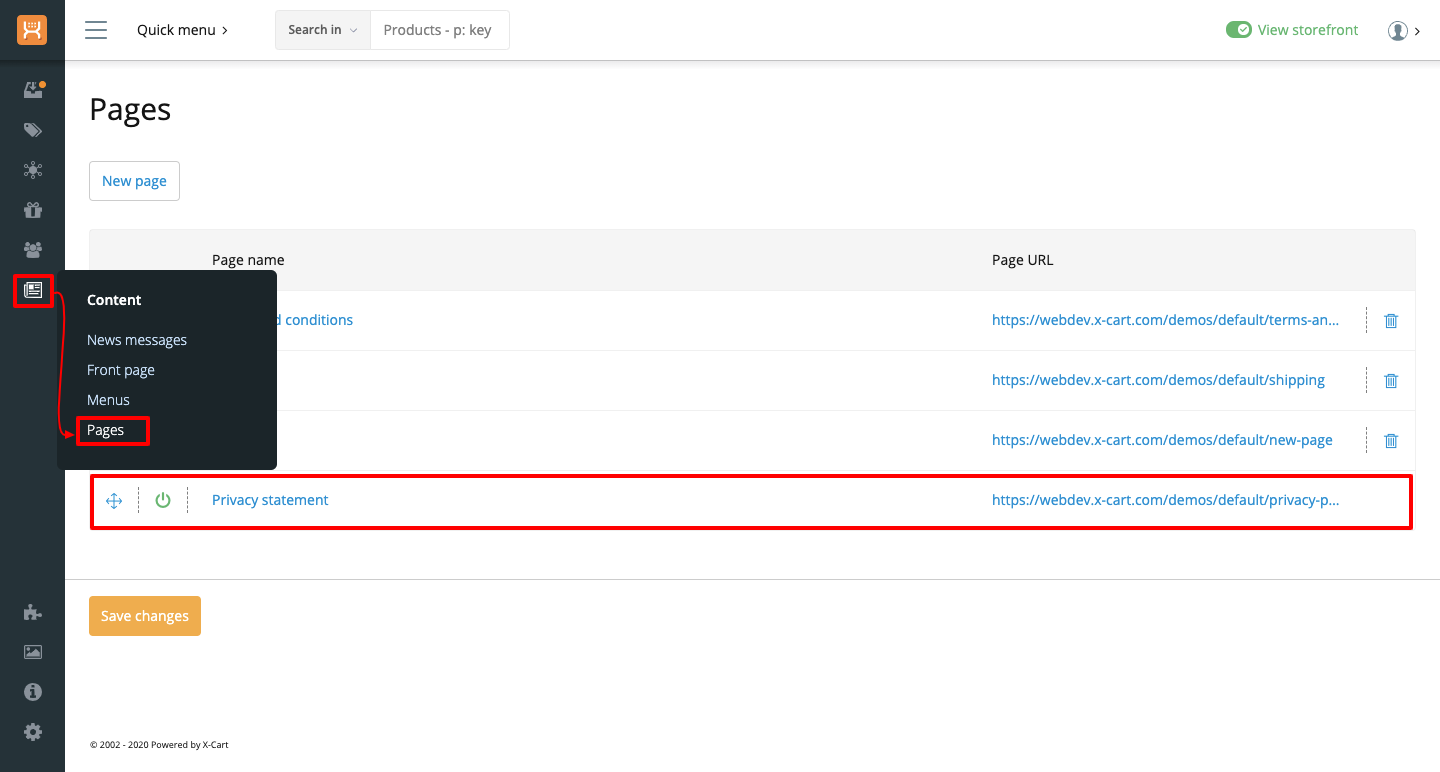 Quick menu
Search in
Products - p: key
View storefront
Pages
New page
Page name
Page URL
Content
conditions
https://webdev.x-cart.com/demos/default/terms-an...
News messages
Front page
https://webdev.x-cart.com/demos/default/shipping
Menus
Pages
https://webdev.x-cart.com/demos/default/new-page
Privacy statement
https://webdev.x-cart.com/demos/default/privacy-p...
Save changes
© 2002 - 2020 Powered by X-Cart